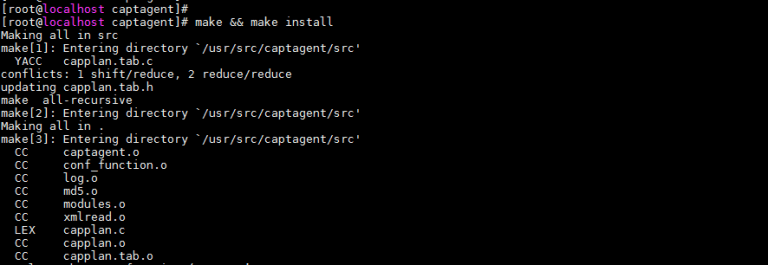 [root@localhost captagent]#
[root@localhost captagent]# make && make install
Making all in src
make[1]: Entering directory `/usr/src/captagent/src'
  YACC     capplan.tab.c
conflicts: 1 shift/reduce, 2 reduce/reduce
updating capplan.tab.h
make  all-recursive
make[2]: Entering directory `/usr/src/captagent/src'
Making all in .
make[3]: Entering directory `/usr/src/captagent/src'
  CC     captagent.o
  CC     conf_function.o
  CC     log.o
  CC     md5.o
  CC     modules.o
  CC     xmlread.o
  LEX    capplan.c
  CC     capplan.o
  CC     capplan.tab.o